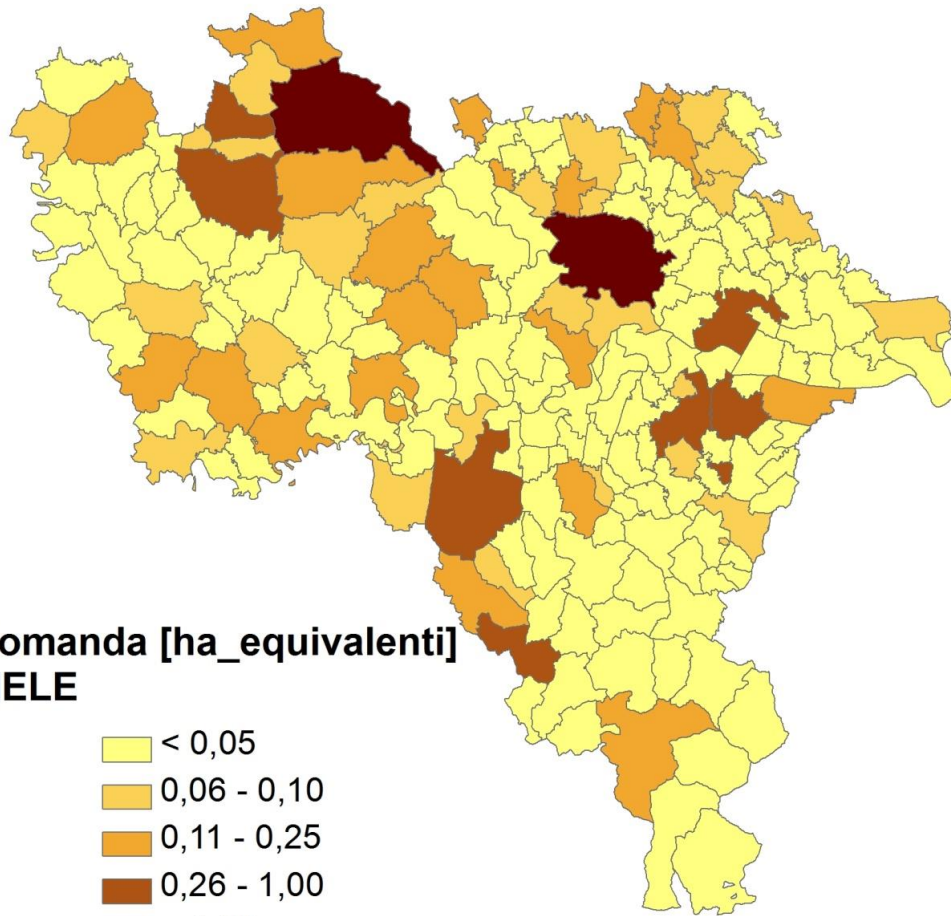 omanda [ha_equivalenti]
ELE
< 0,05
0,06 - 0,10
0,11 - 0,25
0,26 - 1,00